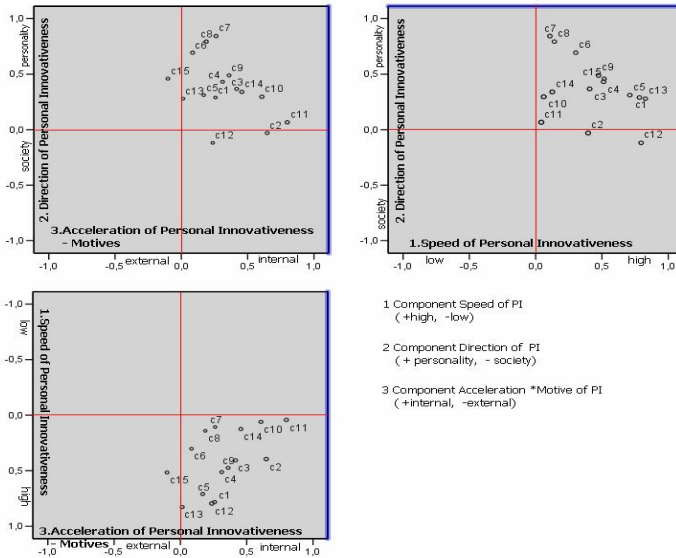 1,0
personality
0,5
0,0
society
-0,5
-1,0
2. Direction of Personal Innovativeness
c7
c8
c6
c15
c4
c9
c5
c3
c14
c13
c1
c10
c11
c2
c12
3.Acceleration of Personal Innovativeness
- Motives
external
internal
-1,0
-0,5
0,0
0,5
1,0
1,0
personality
0,5
0,0
-0,5
society
-1,0
2. Direction of Personal Innovativeness
c7
c8
c6
c9
c14
c4
c5
c13
c10
c3
c1
c11
c2
c12
1.Speed of Personal Innovativeness
low
high
-1,0
-0,5
0,0
0,5
1,0
-1,0
low
-0,5
0,0
0,5
high
1,0
1.Speed of Personal Innovativeness
c7
c10
c11
c8
c14
c6
c9
c3
c2
c15
c4
c5
c1
c13
c12
3.Acceleration of Personal Innovativeness
- Motives
external
internal
-1,0
-0,5
0,0
0,5
1,0
1 Component Speed of PI
(+high, -low)
2 Component Direction of PI
(+ personality, - society)
3 Component Acceleration *Motive of PI
(+internal, -external)